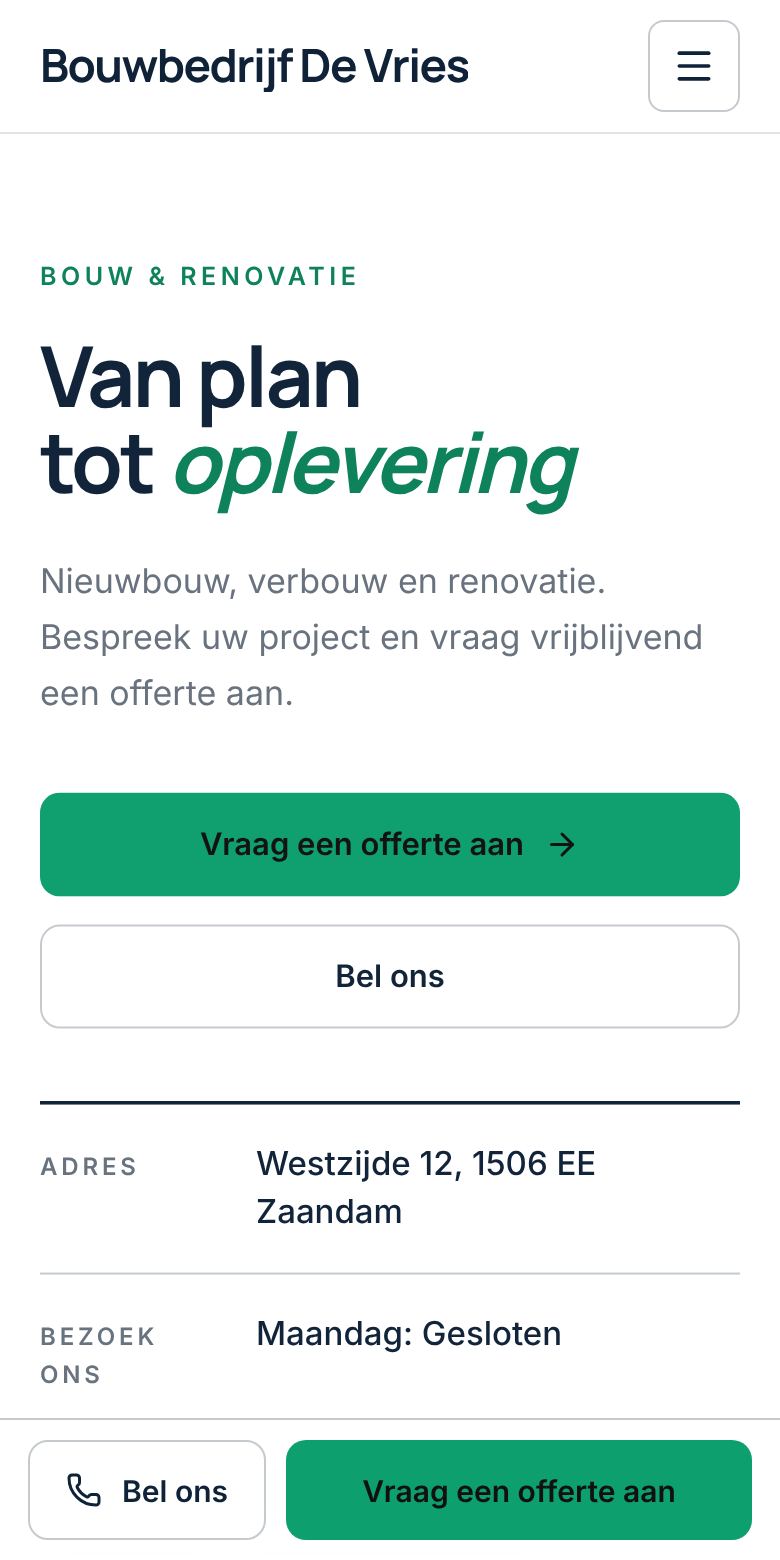 Bouwbedrijf De Vries
BOUW & RENOVATIE
Van plan
tot oplevering
Nieuwbouw, verbouw en renovatie.
Bespreek uw project en vraag vrijblijvend
een offerte aan.
Vraag een offerte aan →
Bel ons
ADRES
Westzijde 12, 1506 EE
Zaandam
BEZOEK
ONS
Maandag: Gesloten
Bel ons
Vraag een offerte aan